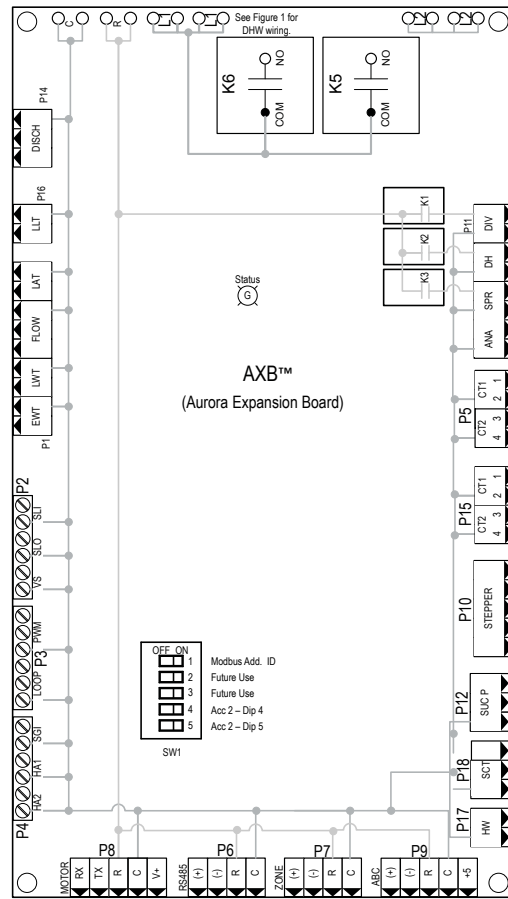 C
R
L1
L1
See Figure 1 for
DHW wiring.
L2
L2
K6
NO
COM
K5
NO
COM
P14
DISCH
P16
LLT
LAT
FLOW
LWT
EWT
P1
K1
K2
K3
P11
DIV
DH
SPR
ANA
Status
G
AXB™
(Aurora Expansion Board)
P5
CT1
1
2
CT2
3
4
P15
CT1
1
2
CT2
3
4
P2
SLI
SLO
VS
P3
PWM
LOOP
P4
SGI
HA1
HA2
P10
STEPPER
P12
SUC P
P18
SCT
P17
HW
OFF ON
1 Modbus Add. ID
2 Future Use
3 Future Use
4 Acc 2 – Dip 4
5 Acc 2 – Dip 5
SW1
P8
MOTOR
RX
TX
R
C
V+
P6
RS485
(+)
(-)
R
C
P7
ZONE
(+)
(-)
R
C
P9
ABC
(+)
(-)
R
C
+5